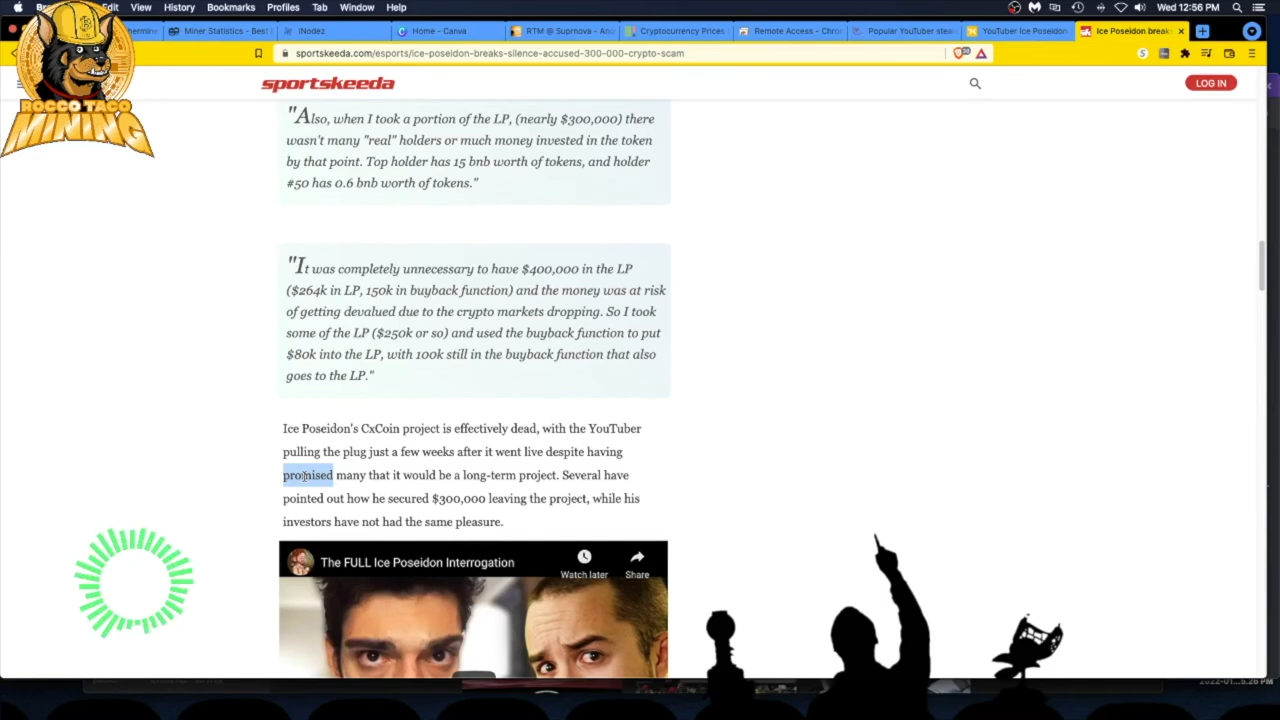 Edit View History Bookmarks Profiles Tab Window Help
Wed 12:56 PM
Miner Statistics - Best
iNodez
Home - Canva
RTM @ Suprnova - An
Cryptocurrency Prices
Remote Access - Chro
Popular YouTuber steal
YouTuber Ice Poseidon
Ice Poseidon breaks
sportskeeda.com/esports/ice-poseidon-breaks-silence-accused-300-000-crypto-scam
sportskeeda
LOG IN
ROCCO TACO
MINING
"Also, when I took a portion of the LP, (nearly $300,000) there
wasn't many "real" holders or much money invested in the token
by that point. Top holder has 15 bnb worth of tokens, and holder
#50 has 0.6 bnb worth of tokens."
"It was completely unnecessary to have $400,000 in the LP
($264k in LP, 150k in buyback function) and the money was at risk
of getting devalued due to the crypto markets dropping. So I took
some of the LP ($250k or so) and used the buyback function to put
$80k into the LP, with 100k still in the buyback function that also
goes to the LP."
Ice Poseidon's CxCoin project is effectively dead, with the YouTuber
pulling the plug just a few weeks after it went live despite having
promised many that it would be a long-term project. Several have
pointed out how he secured $300,000 leaving the project, while his
investors have not had the same pleasure.
The FULL Ice Poseidon Interrogation
Watch later
Share